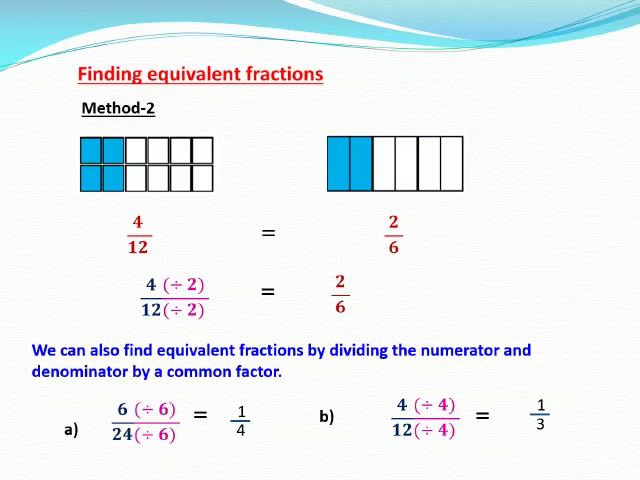 Finding equivalent fractions
Method-2
4/12 = 2/6
4 (÷ 2)/12(÷ 2) = 2/6
We can also find equivalent fractions by dividing the numerator and
denominator by a common factor.
a) 6 (÷ 6)/24(÷ 6) = 1/4
b) 4 (÷ 4)/12(÷ 4) = 1/3